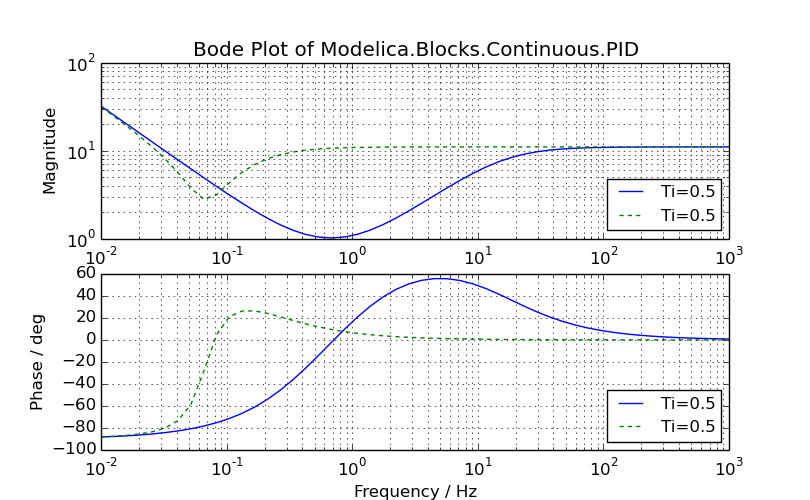 Bode Plot of Modelica.Blocks.Continuous.PID
Magnitude
10^2
10^1
10^0
Ti=0.5
Ti=0.5
10^-2 10^-1 10^0 10^1 10^2 10^3
Phase / deg
60
40
20
0
−20
−40
−60
−80
−100
Ti=0.5
Ti=0.5
10^-2 10^-1 10^0 10^1 10^2 10^3
Frequency / Hz